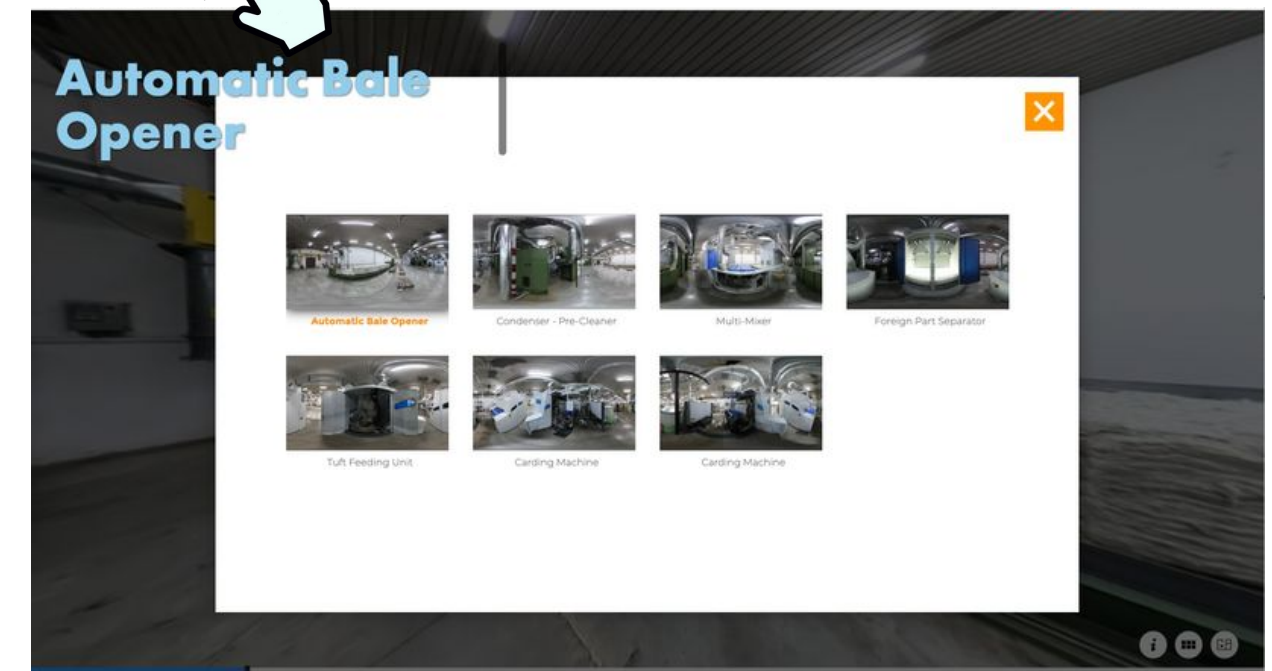 Automatic Bale
Opener
Automatic Bale Opener
Condenser - Pre-Cleaner
Multi-Mixer
Foreign Part Separator
Tuft Feeding Unit
Carding Machine
Carding Machine
i